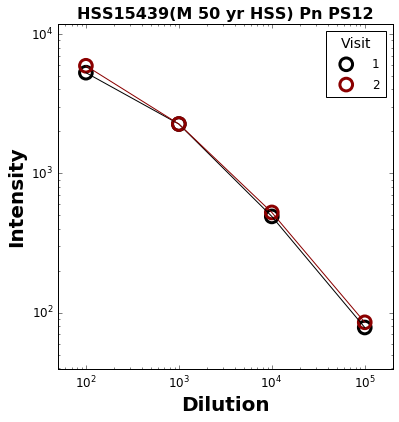 HSS15439(M 50 yr HSS) Pn PS12
Visit
1
2
Intensity
10⁴
10³
10²
10² 10³ 10⁴ 10⁵
Dilution